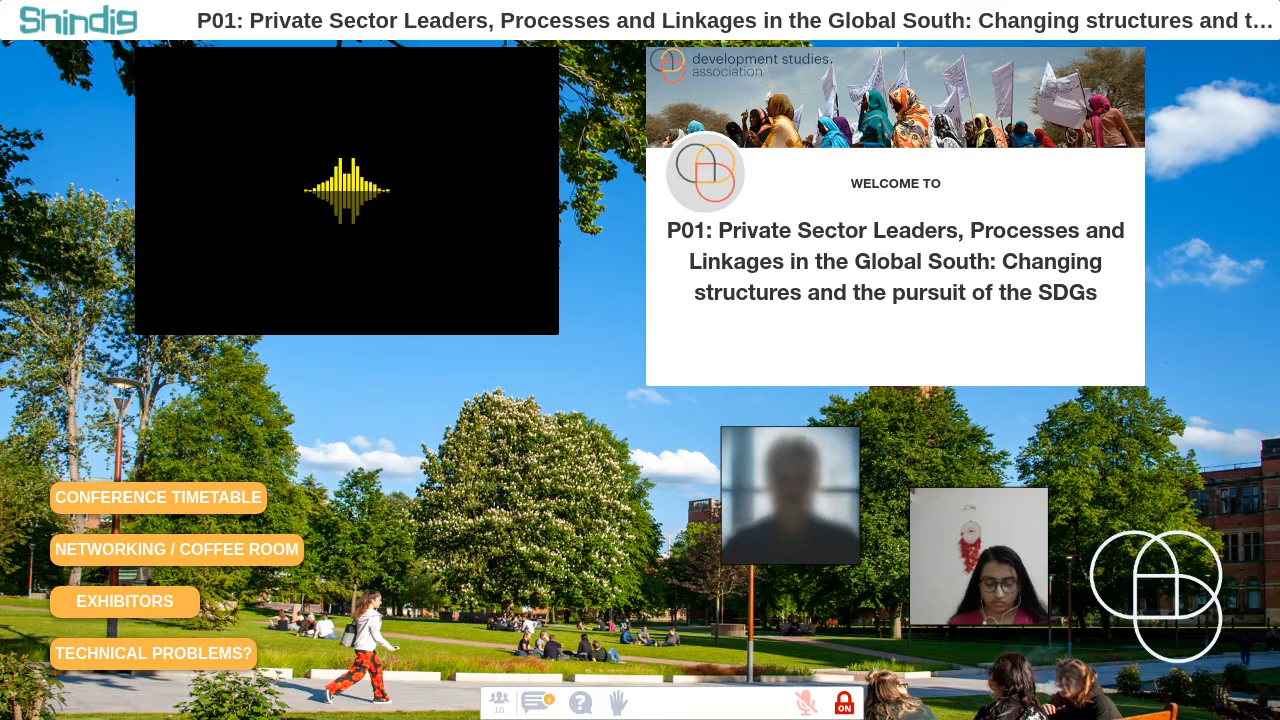 Shindig
P01: Private Sector Leaders, Processes and Linkages in the Global South: Changing structures and t...
development studies
association
WELCOME TO
P01: Private Sector Leaders, Processes and
Linkages in the Global South: Changing
structures and the pursuit of the SDGs
CONFERENCE TIMETABLE
NETWORKING / COFFEE ROOM
EXHIBITORS
TECHNICAL PROBLEMS?
10
ON